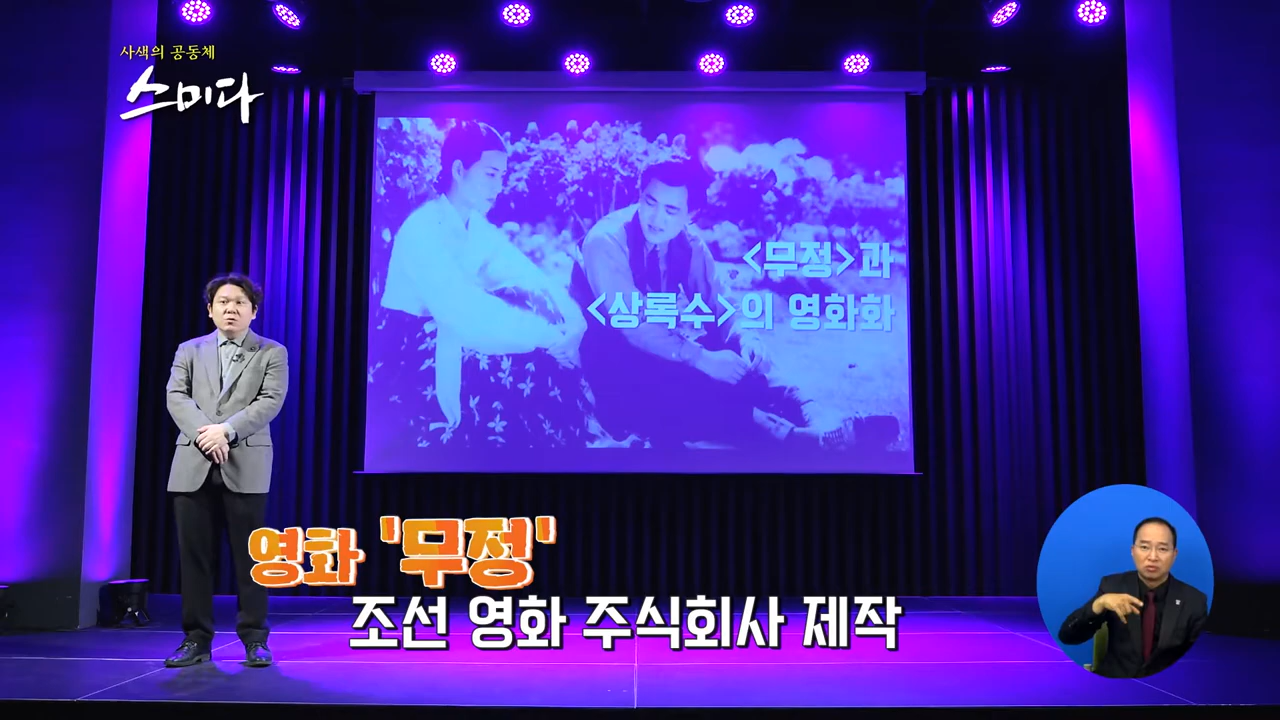 사색의 공동체
스미다
<무정>과
<상록수>의 영화화
영화 '무정'
조선 영화 주식회사 제작